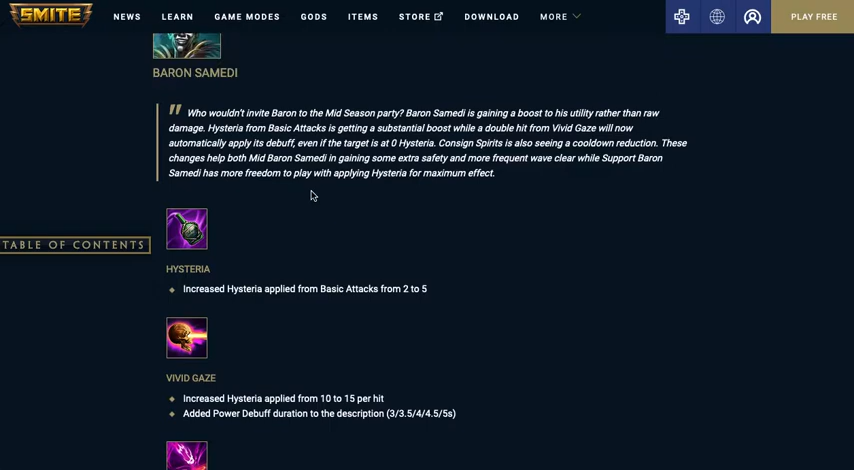 SMITE
NEWS LEARN GAME MODES GODS ITEMS STORE DOWNLOAD MORE PLAY FREE
BARON SAMEDI
" Who wouldn't invite Baron to the Mid Season party? Baron Samedi is gaining a boost to his utility rather than raw
damage. Hysteria from Basic Attacks is getting a substantial boost while a double hit from Vivid Gaze will now
automatically apply its debuff, even if the target is at 0 Hysteria. Consign Spirits is also seeing a cooldown reduction. These
changes help both Mid Baron Samedi in gaining some extra safety and more frequent wave clear while Support Baron
Samedi has more freedom to play with applying Hysteria for maximum effect.
TABLE OF CONTENTS
HYSTERIA
Increased Hysteria applied from Basic Attacks from 2 to 5
VIVID GAZE
Increased Hysteria applied from 10 to 15 per hit
Added Power Debuff duration to the description (3/3.5/4/4.5/5s)